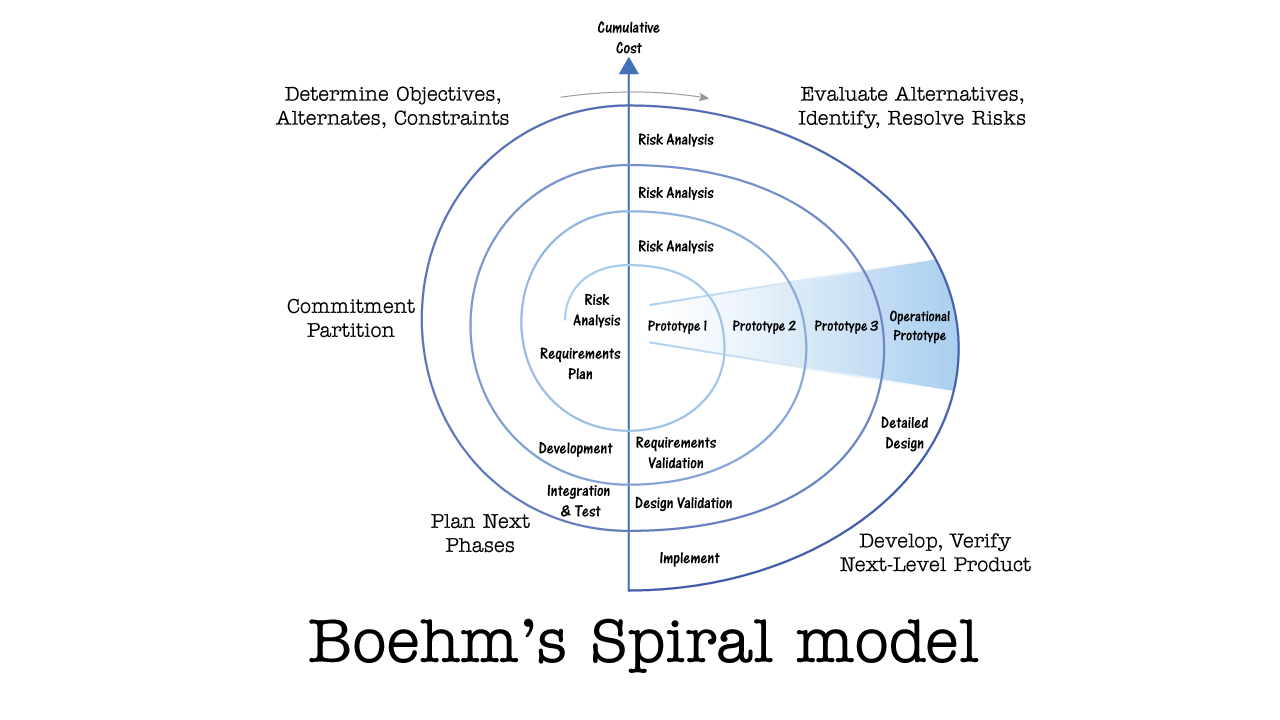 Cumulative
Cost
Determine Objectives,
Alternates, Constraints
Evaluate Alternatives,
Identify, Resolve Risks
Risk Analysis
Risk Analysis
Risk Analysis
Risk
Analysis
Commitment
Partition
Prototype 1
Prototype 2
Prototype 3
Operational
Prototype
Requirements
Plan
Detailed
Design
Development
Requirements
Validation
Integration
& Test
Design Validation
Plan Next
Phases
Implement
Develop, Verify
Next-Level Product
Boehm's Spiral model